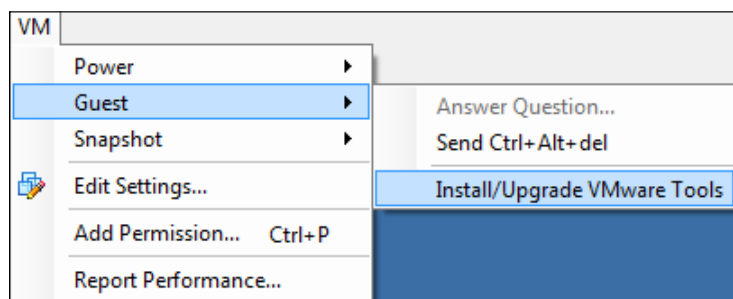 VM
Power
Guest
Snapshot
Edit Settings...
Add Permission... Ctrl+P
Report Performance...
Answer Question...
Send Ctrl+Alt+del
Install/Upgrade VMware Tools